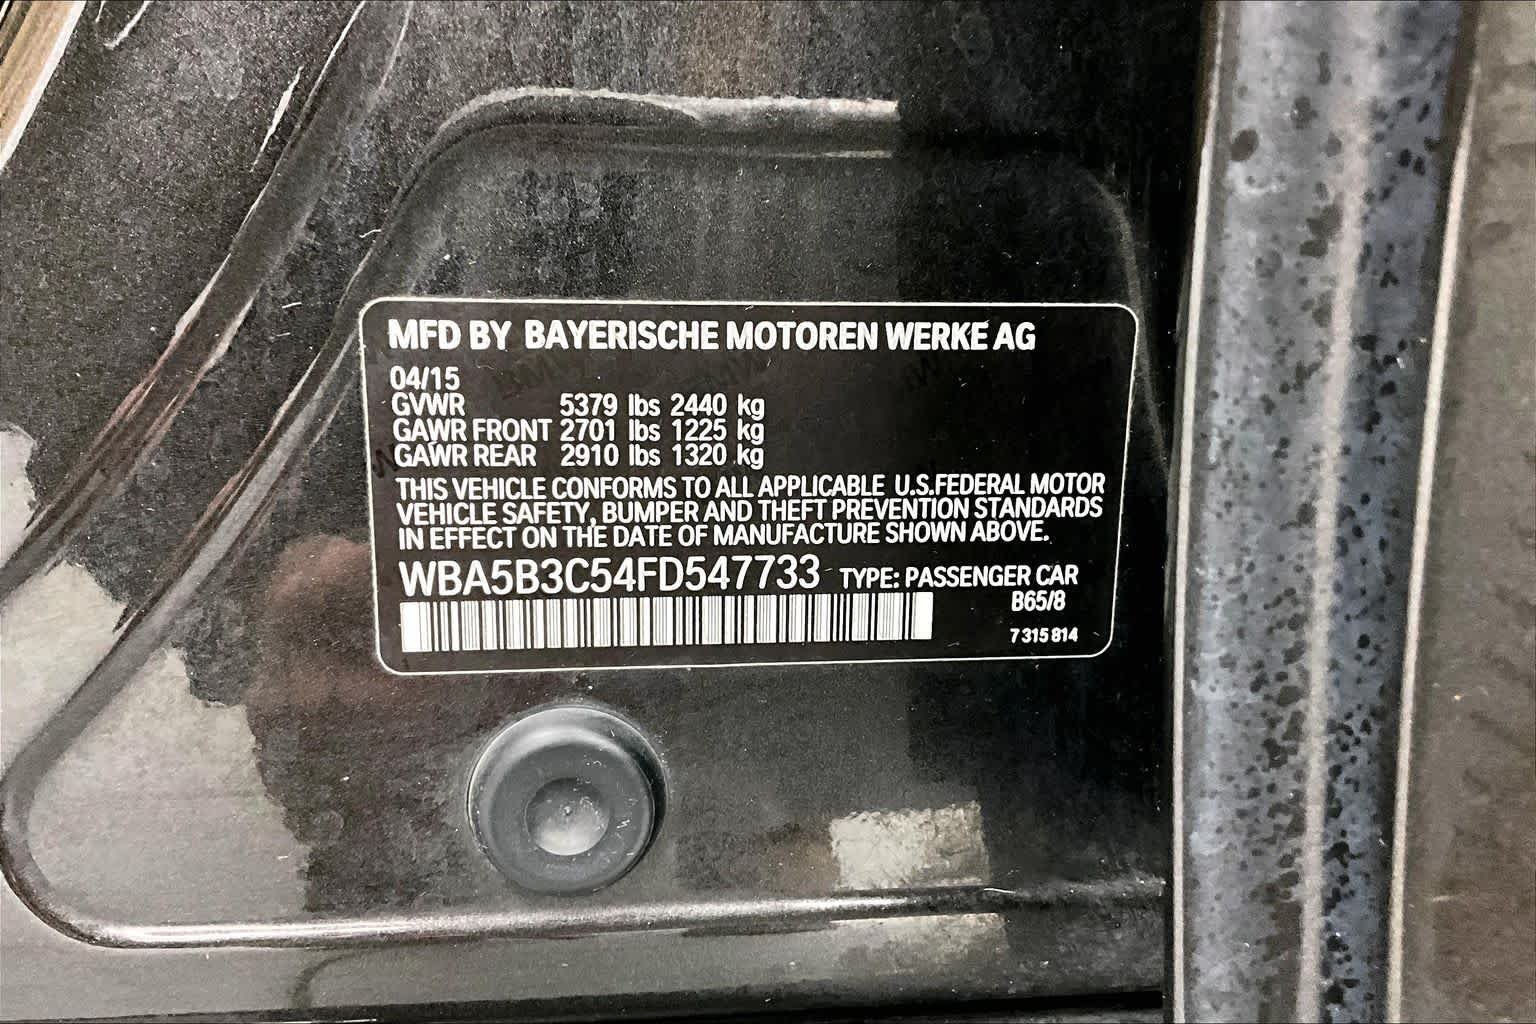 MFD BY BAYERISCHE MOTOREN WERKE AG
04/15
GVWR 5379 lbs 2440 kg
GAWR FRONT 2701 lbs 1225 kg
GAWR REAR 2910 lbs 1320 kg
THIS VEHICLE CONFORMS TO ALL APPLICABLE U.S.FEDERAL MOTOR
VEHICLE SAFETY, BUMPER AND THEFT PREVENTION STANDARDS
IN EFFECT ON THE DATE OF MANUFACTURE SHOWN ABOVE.
WBA5B3C54FD547733 TYPE: PASSENGER CAR
B65/8
7 315 814